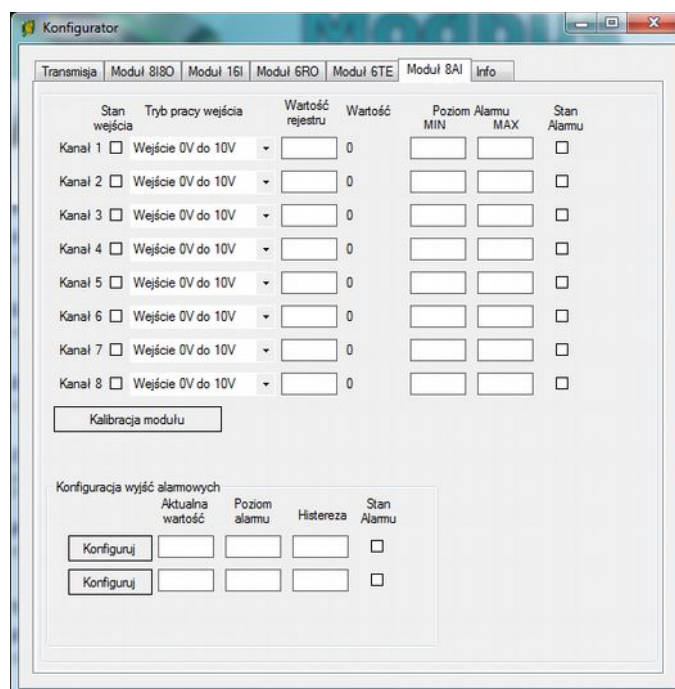 Modbus
Konfigurator
Transmisja Moduł 8I8O Moduł 16I Moduł 6RO Moduł 6TE Moduł 8AI Info
Stan wejścia Tryb pracy wejścia Wartość rejestru Wartość Poziom Alarmu MIN MAX Stan Alarmu
Kanał 1 Wejście 0V do 10V 0
Kanał 2 Wejście 0V do 10V 0
Kanał 3 Wejście 0V do 10V 0
Kanał 4 Wejście 0V do 10V 0
Kanał 5 Wejście 0V do 10V 0
Kanał 6 Wejście 0V do 10V 0
Kanał 7 Wejście 0V do 10V 0
Kanał 8 Wejście 0V do 10V 0
Kalibracja modułu
Konfiguracja wyjść alarmowych
Aktualna wartość Poziom alarmu Histereza Stan Alarmu
Konfiguruj
Konfiguruj